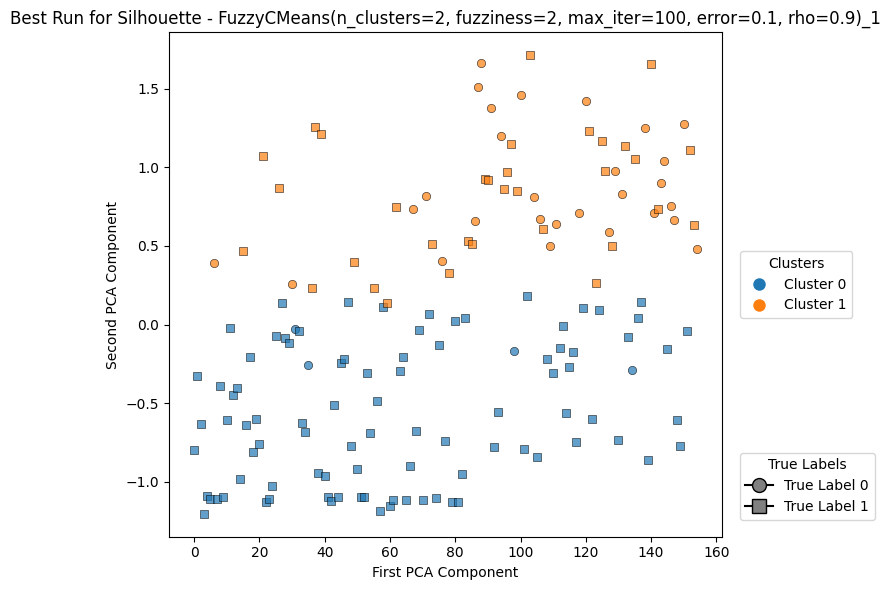 Best Run for Silhouette - FuzzyCMeans(n_clusters=2, fuzziness=2, max_iter=100, error=0.1, rho=0.9)_1
Second PCA Component
1.5
1.0
0.5
0.0
−0.5
−1.0
0 20 40 60 80 100 120 140 160
First PCA Component
Clusters
Cluster 0
Cluster 1
True Labels
True Label 0
True Label 1